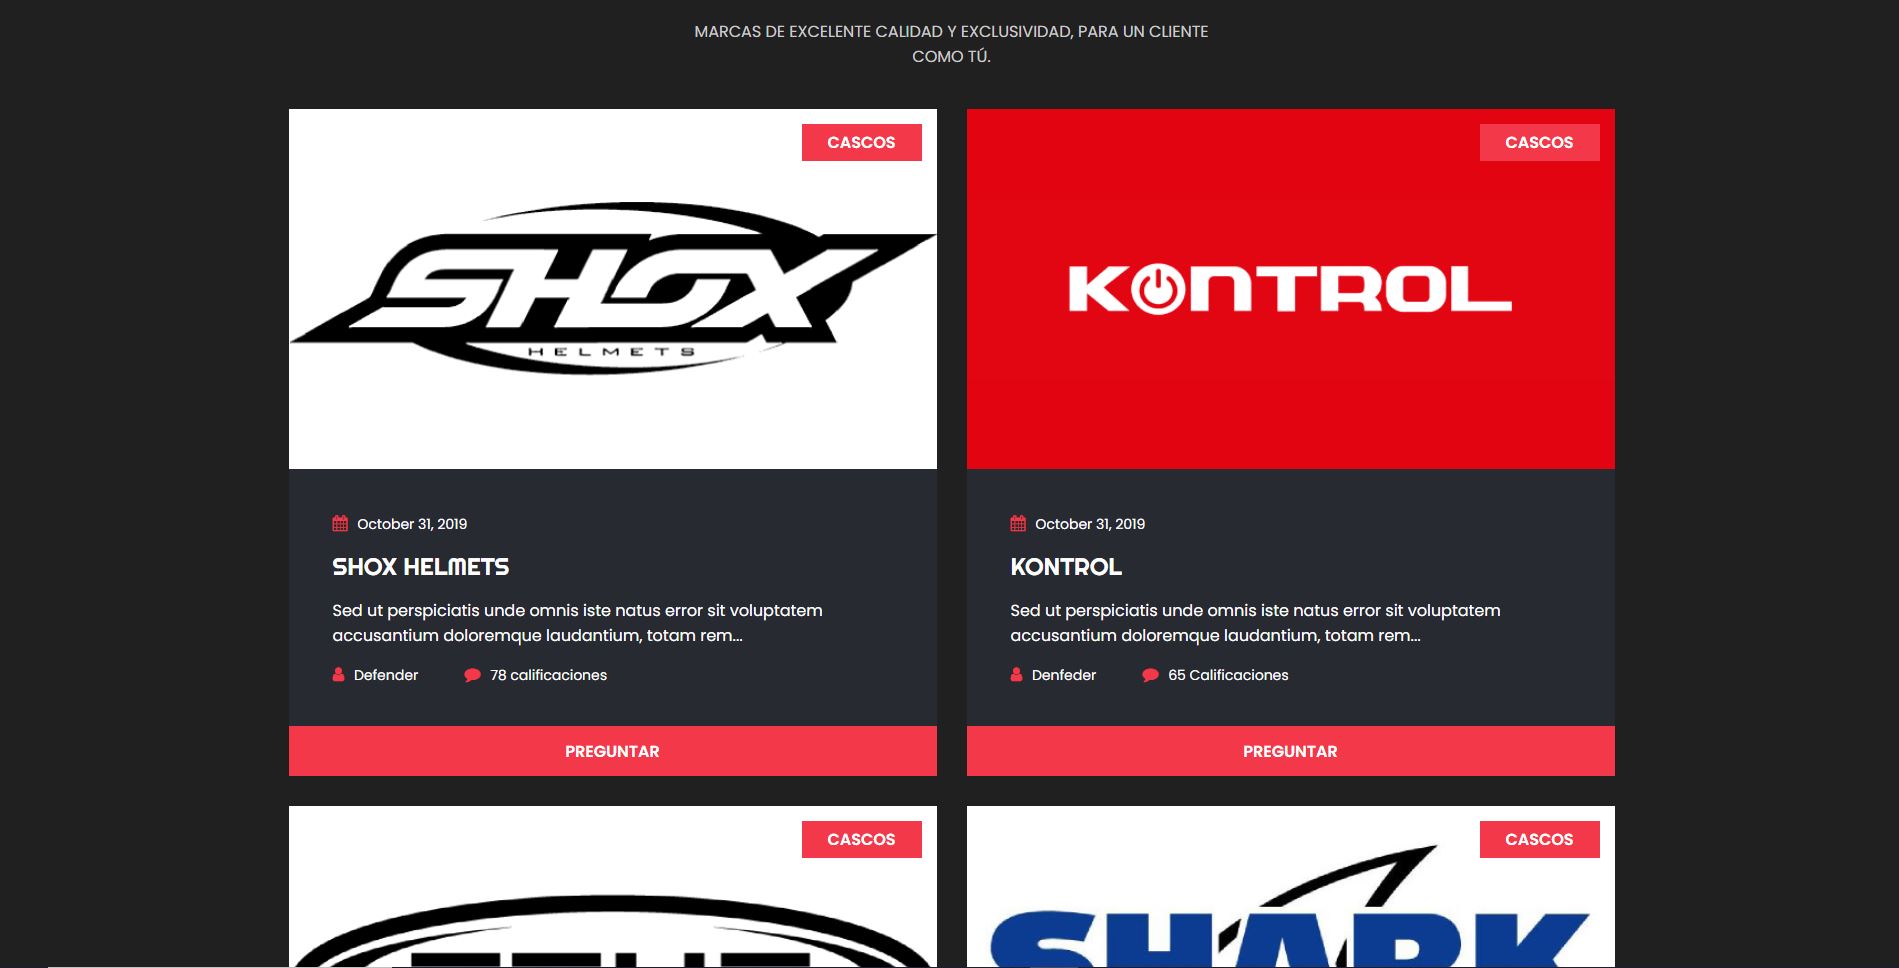 MARCAS DE EXCELENTE CALIDAD Y EXCLUSIVIDAD, PARA UN CLIENTE
COMO TÚ.
CASCOS
SHOX
HELMETS
October 31, 2019
SHOX HELMETS
Sed ut perspiciatis unde omnis iste natus error sit voluptatem
accusantium doloremque laudantium, totam rem...
Defender 78 calificaciones
PREGUNTAR
CASCOS
KONTROL
October 31, 2019
KONTROL
Sed ut perspiciatis unde omnis iste natus error sit voluptatem
accusantium doloremque laudantium, totam rem...
Denfeder 65 Calificaciones
PREGUNTAR
CASCOS
CASCOS
SHARK